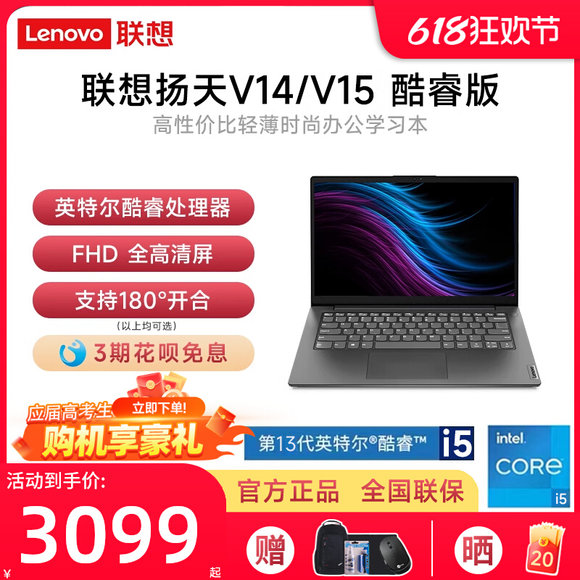 Lenovo 联想
618狂欢节
联想扬天V14/V15 酷睿版
高性价比轻薄时尚办公学习本
英特尔酷睿处理器
FHD 全高清屏
支持180°开合
(以上均可选)
3期花呗免息
应届高考生
立即下单!
购机享豪礼
第13代英特尔®酷睿™ i5
intel.
CORE
i5
活动到手价:
¥3099起
官方正品 全国联保
赠
晒
20
Lenovo